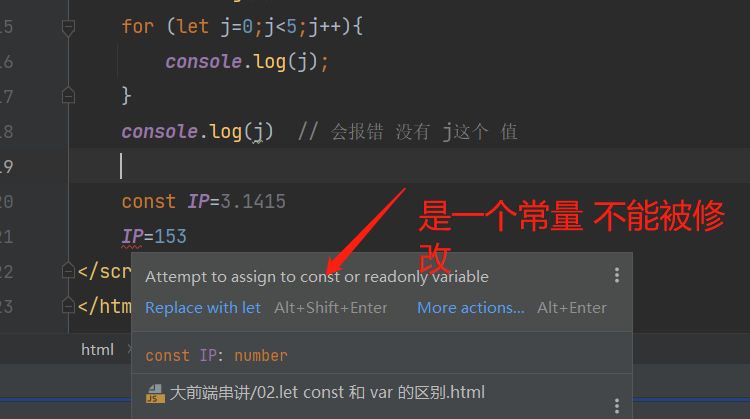 15 for (let j=0;j<5;j++){
16 console.log(j);
17 }
18 console.log(j) // 会报错 没有 j这个 值
19
20 const IP=3.1415
是一个常量 不能被修
改
21 IP=153
Attempt to assign to const or readonly variable
Replace with let Alt+Shift+Enter More actions... Alt+Enter
22 </scr
23 </htm
html
const IP: number
JS 大前端串讲/02.let const 和 var 的区别.html